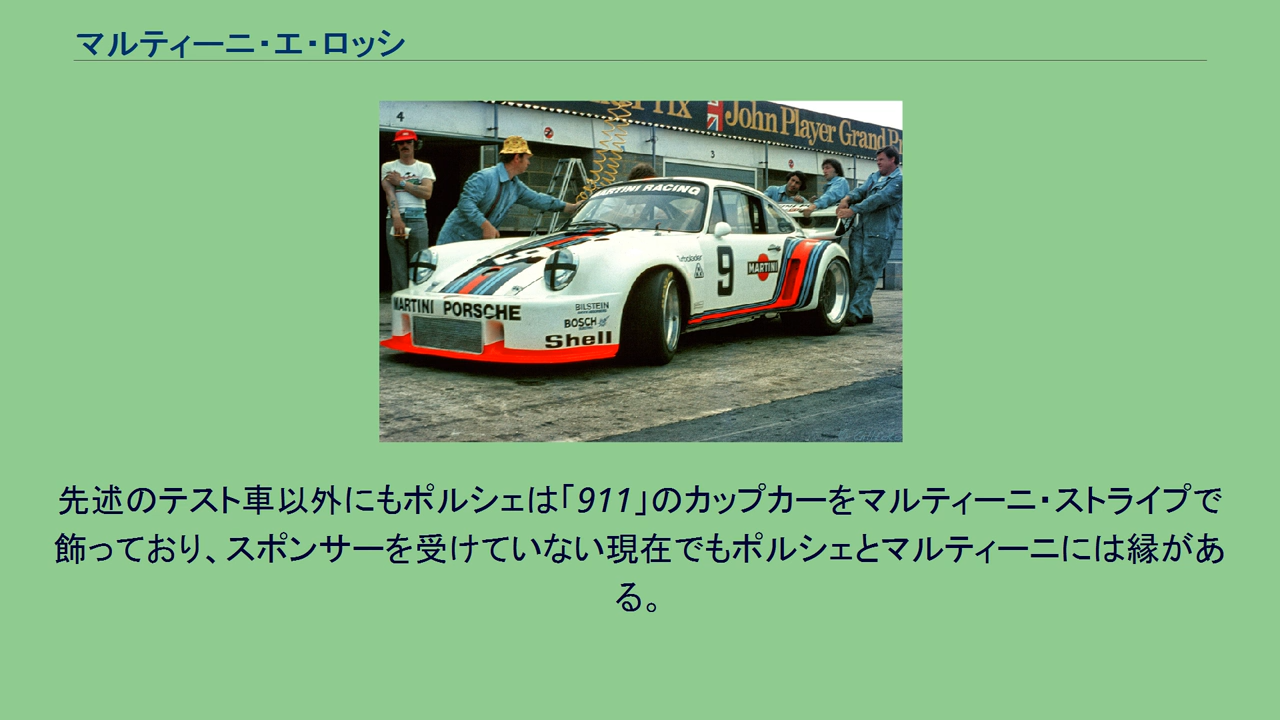 マルティーニ・エ・ロッシ
John Player Grand
4
3
MARTINI RACING
9
MARTINI
MARTINI PORSCHE
BILSTEIN
BOSCH
Shell
先述のテスト車以外にもポルシェは「911」のカップカーをマルティーニ・ストライプで
飾っており、スポンサーを受けていない現在でもポルシェとマルティーニには縁があ
る。